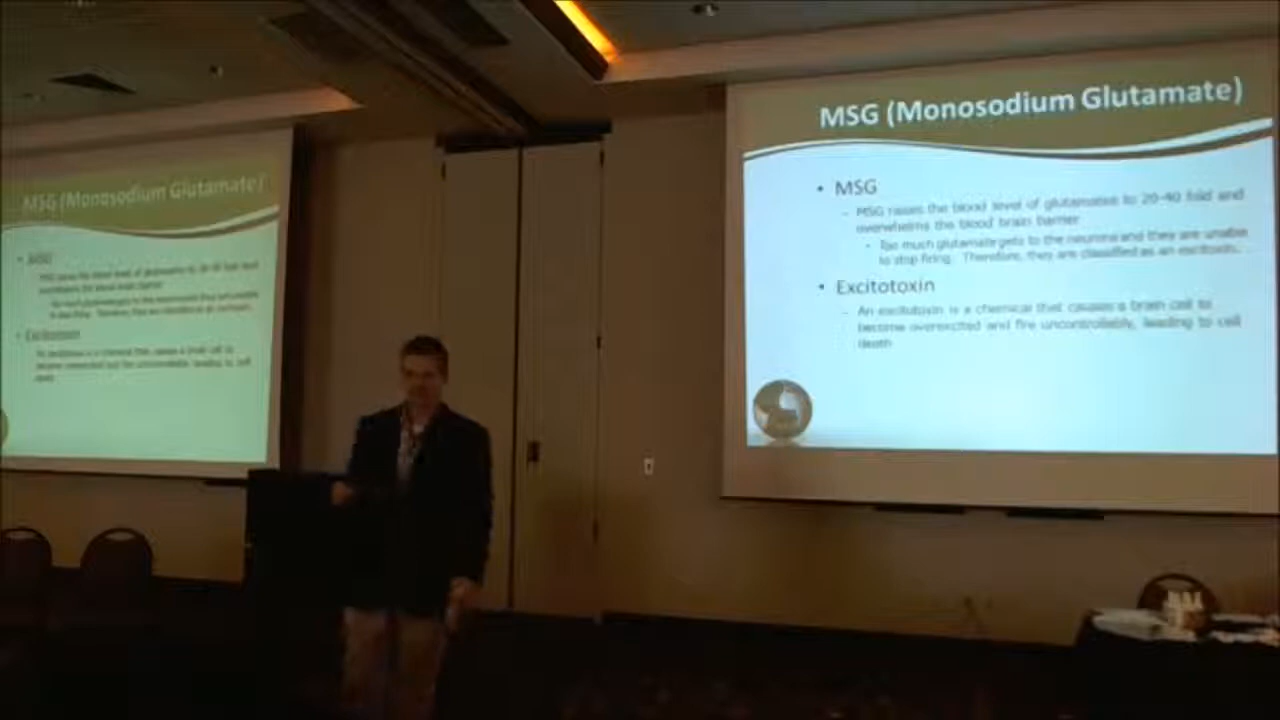 MSG (Monosodium Glutamate)
• MSG
– MSG raises the blood level of glutamates to 20-40 fold and
overwhelms the blood brain barrier
• Too much glutamate gets to the neurons and they are unable
to stop firing. Therefore, they are classified as an excitotoxin.
• Excitotoxin
– An excitotoxin is a chemical that causes a brain cell to
become overexcited and fire uncontrollably, leading to cell
death
MSG (Monosodium Glutamate)
• MSG
• Excitotoxin